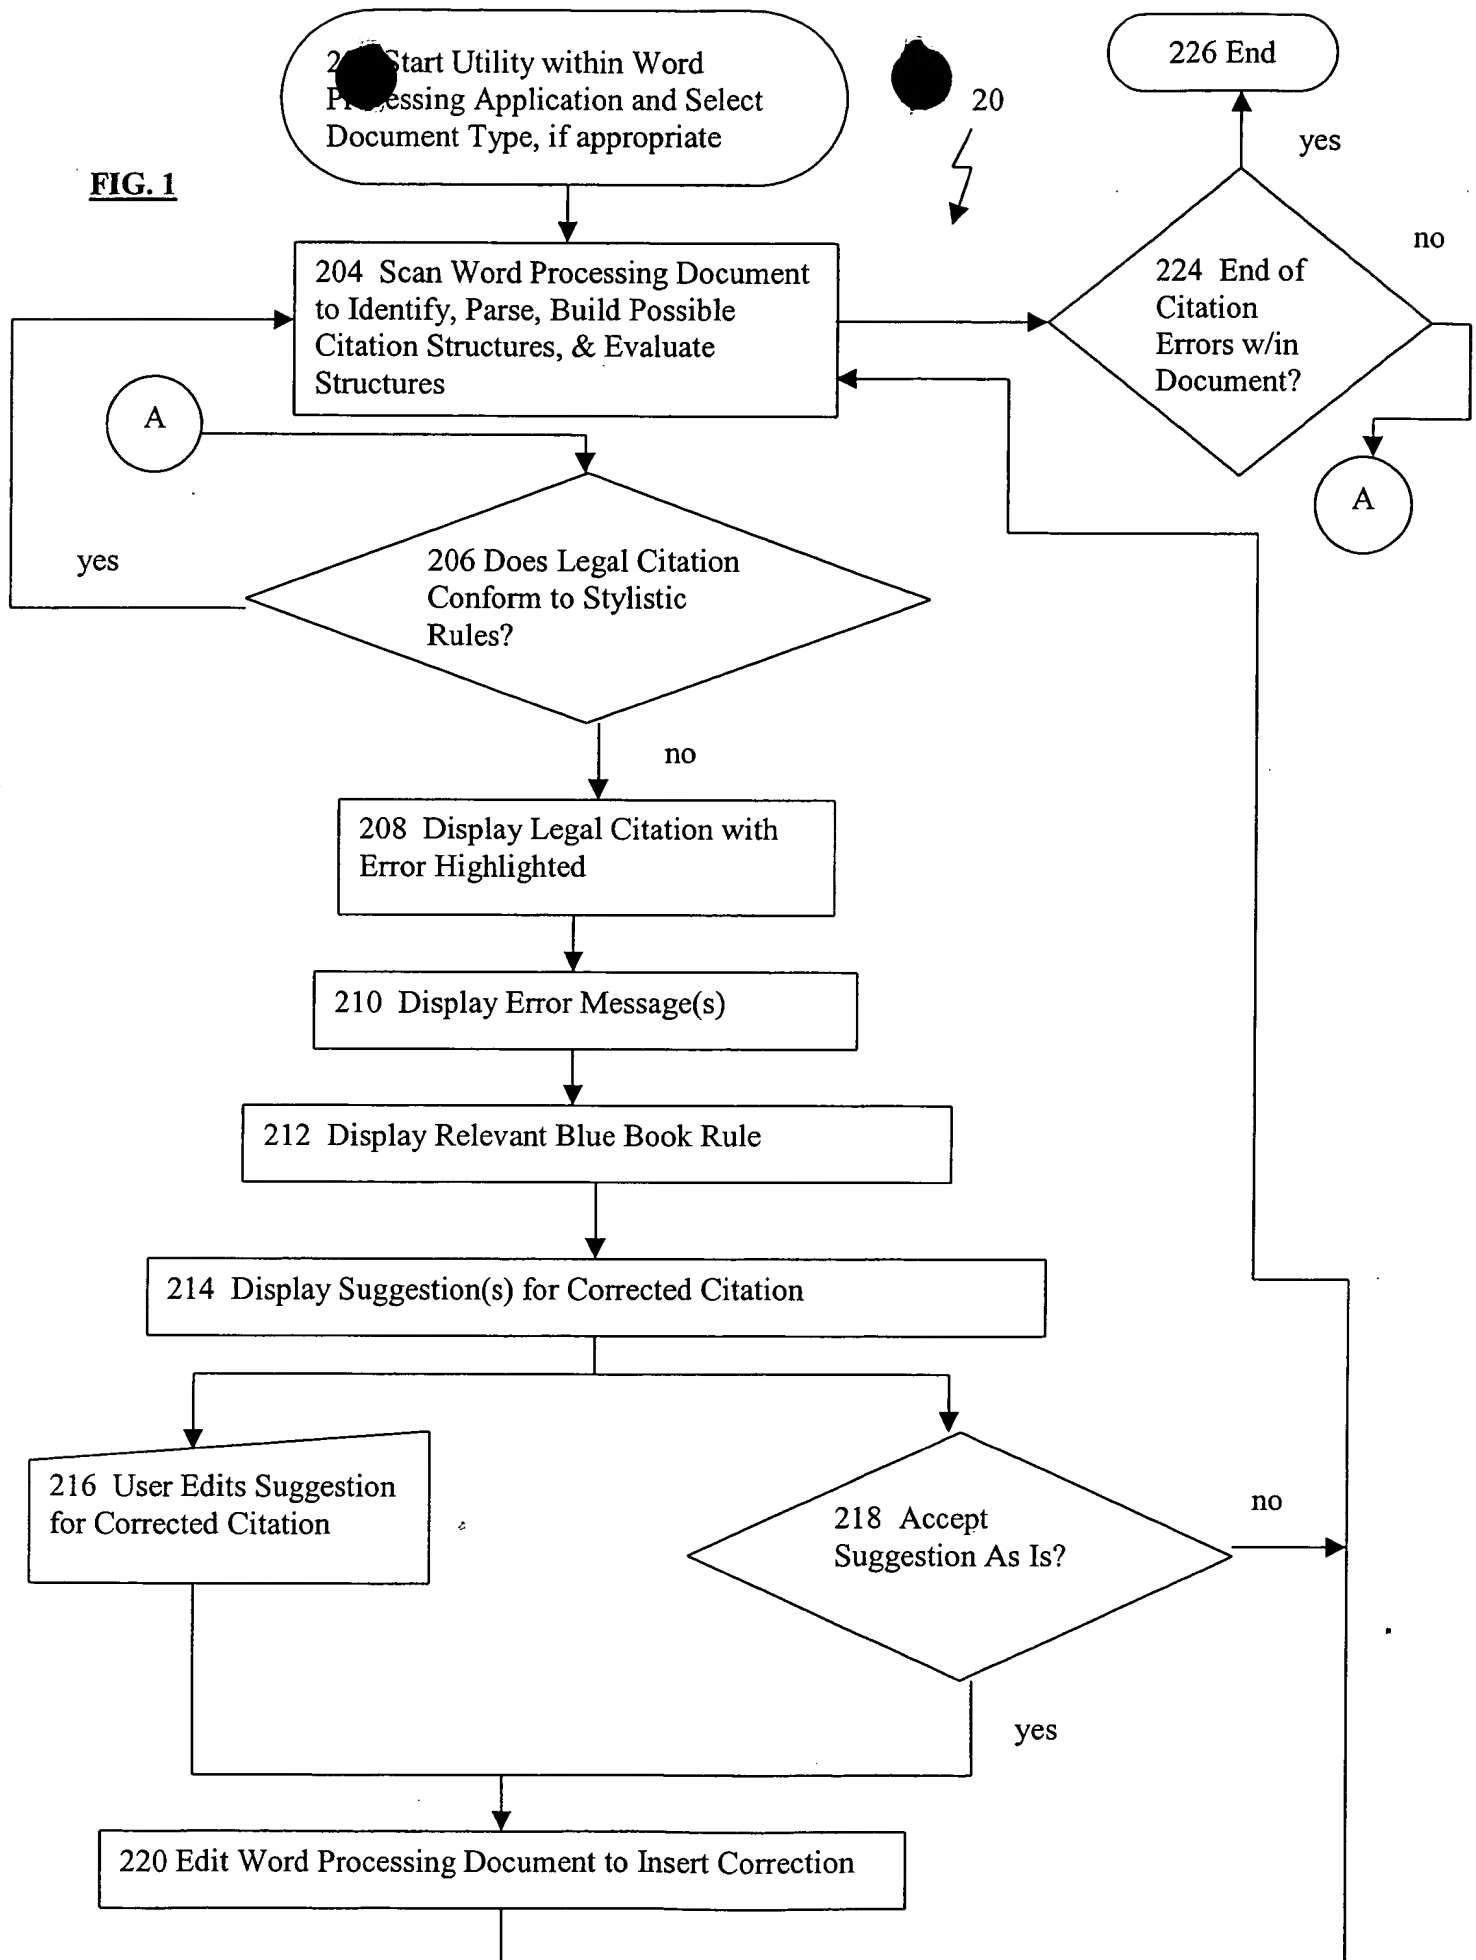 Start Utility within Word
essing Application and Select
Document Type, if appropriate
226 End
20
yes
FIG. 1
no
204 Scan Word Processing Document
to Identify, Parse, Build Possible
Citation Structures, & Evaluate
Structures
224 End of
Citation
Errors w/in
Document?
A
A
yes
206 Does Legal Citation
Conform to Stylistic
Rules?
no
208 Display Legal Citation with
Error Highlighted
210 Display Error Message(s)
212 Display Relevant Blue Book Rule
214 Display Suggestion(s) for Corrected Citation
216 User Edits Suggestion
for Corrected Citation
218 Accept
Suggestion As Is?
no
yes
220 Edit Word Processing Document to Insert Correction